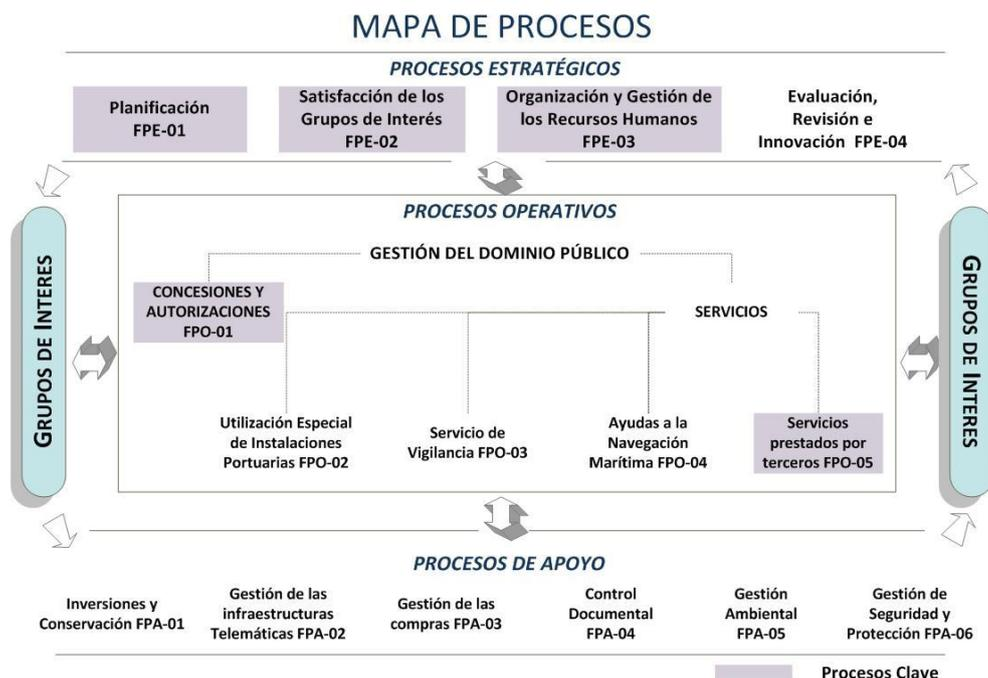 MAPA DE PROCESOS
PROCESOS ESTRATÉGICOS
Planificación
FPE-01
Satisfacción de los
Grupos de Interés
FPE-02
Organización y Gestión de
los Recursos Humanos
FPE-03
Evaluación,
Revisión e
Innovación FPE-04
GRUPOS DE INTERES
PROCESOS OPERATIVOS
GESTIÓN DEL DOMINIO PÚBLICO
CONCESIONES Y
AUTORIZACIONES
FPO-01
SERVICIOS
Utilización Especial
de Instalaciones
Portuarias FPO-02
Servicio de
Vigilancia FPO-03
Ayudas a la
Navegación
Marítima FPO-04
Servicios
prestados por
terceros FPO-05
GRUPOS DE INTERES
PROCESOS DE APOYO
Inversiones y
Conservación FPA-01
Gestión de las
infraestructuras
Telemáticas FPA-02
Gestión de las
compras FPA-03
Control
Documental
FPA-04
Gestión
Ambiental
FPA-05
Gestión de
Seguridad y
Protección FPA-06
Procesos Clave